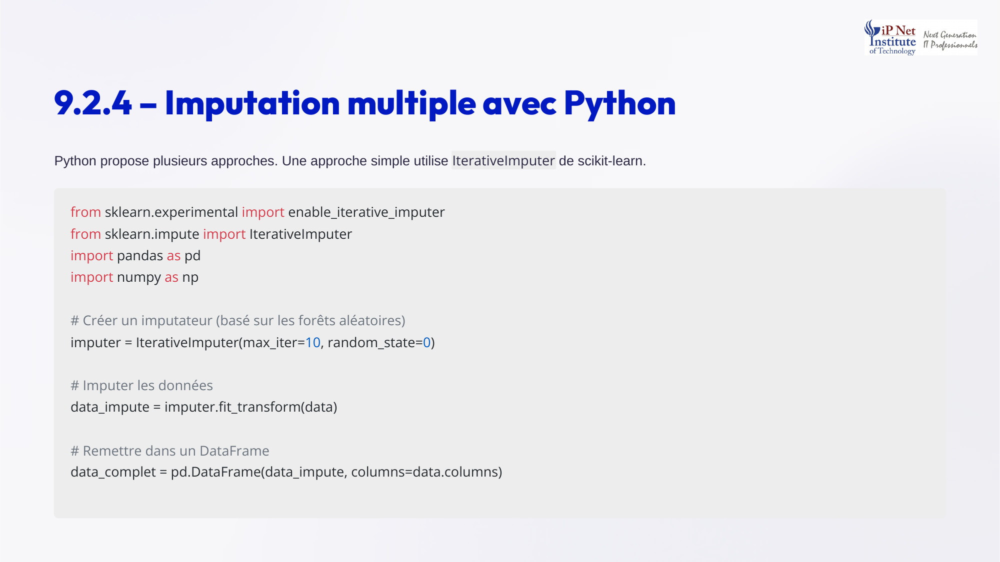 iP Net
Institute
of Technology
Next Generation
IT Professionnels
9.2.4 – Imputation multiple avec Python
Python propose plusieurs approches. Une approche simple utilise IterativeImputer de scikit-learn.
from sklearn.experimental import enable_iterative_imputer
from sklearn.impute import IterativeImputer
import pandas as pd
import numpy as np
# Créer un imputateur (basé sur les forêts aléatoires)
imputer = IterativeImputer(max_iter=10, random_state=0)
# Imputer les données
data_impute = imputer.fit_transform(data)
# Remettre dans un DataFrame
data_complet = pd.DataFrame(data_impute, columns=data.columns)